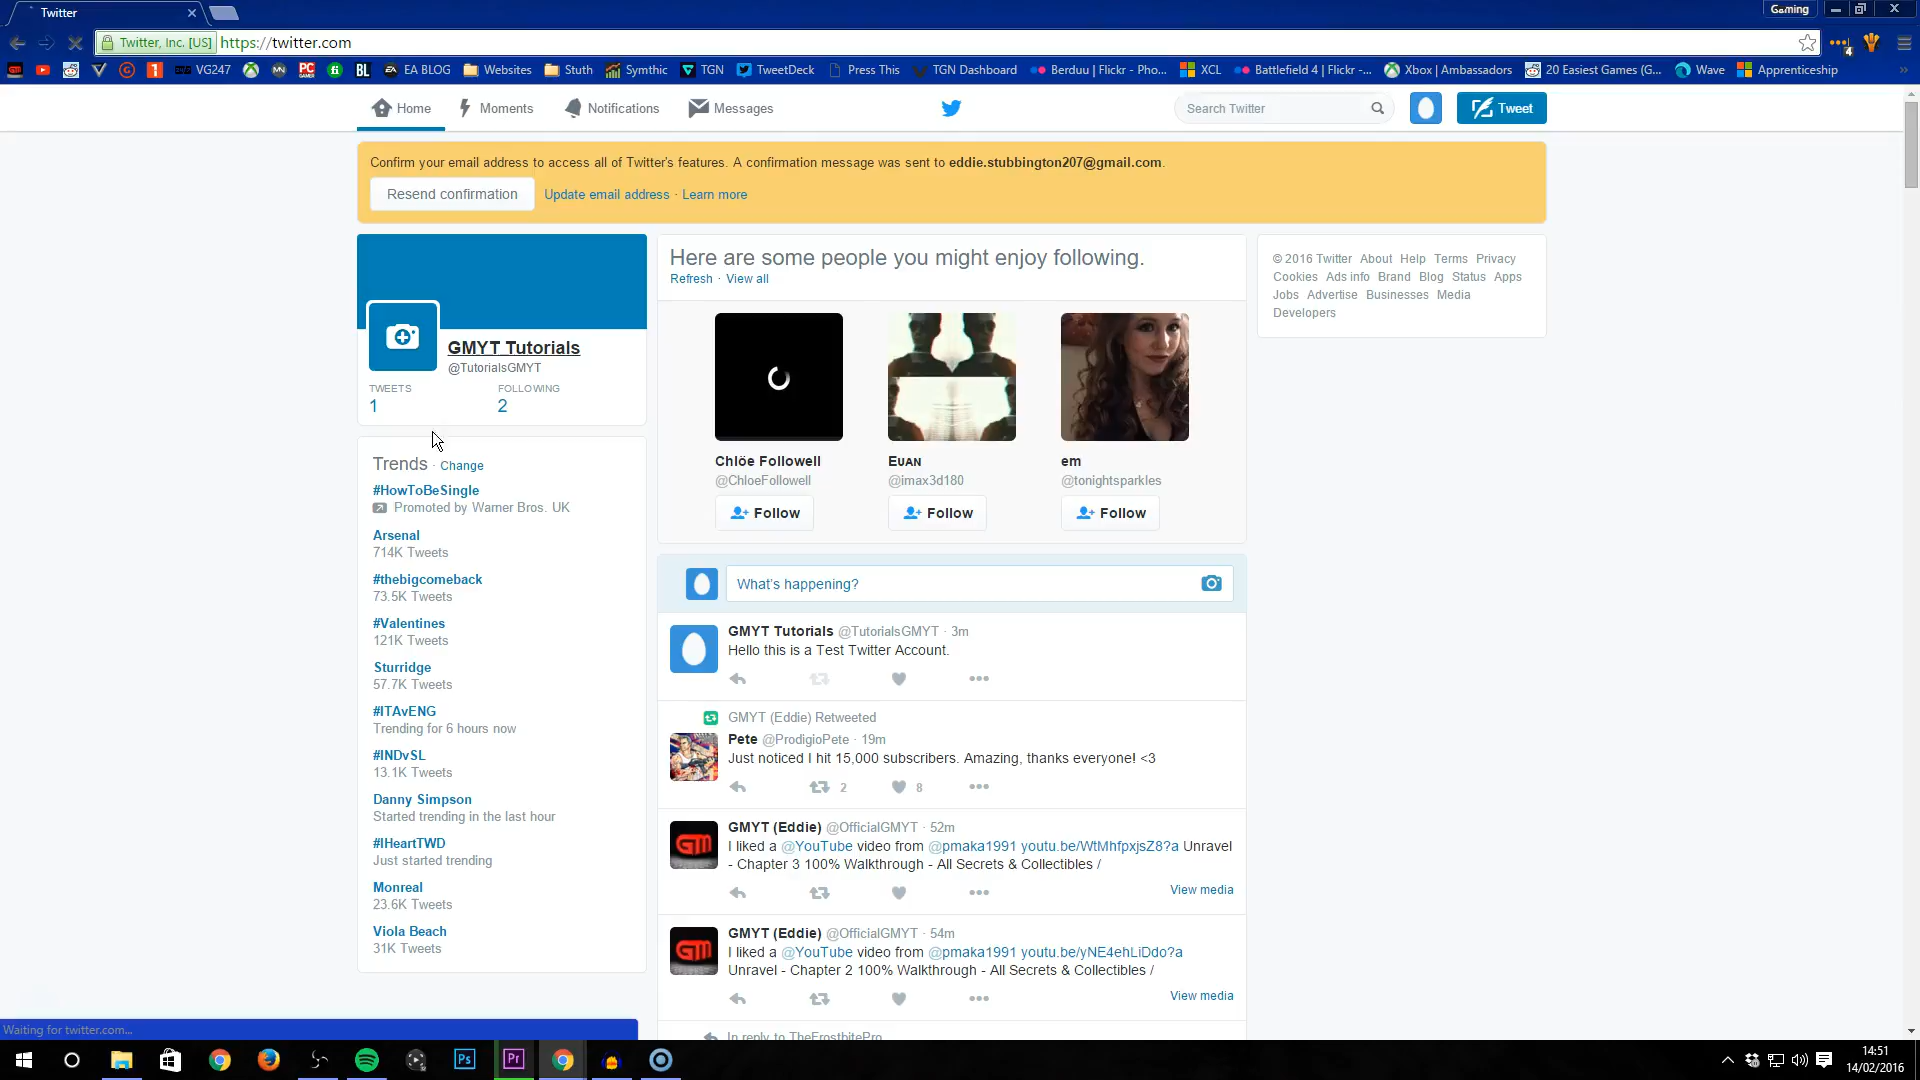 Twitter
Gaming
Twitter, Inc. [US] https://twitter.com
VG247 EA BLOG Websites Stuth Symthic TGN TweetDeck Press This TGN Dashboard Berduu | Flickr - Pho... XCL Battlefield 4 | Flickr -... Xbox | Ambassadors 20 Easiest Games (G... Wave Apprenticeship
Home Moments Notifications Messages Search Twitter Tweet
Confirm your email address to access all of Twitter's features. A confirmation message was sent to eddie.stubbington207@gmail.com.
Resend confirmation Update email address · Learn more
GMYT Tutorials
@TutorialsGMYT
TWEETS FOLLOWING
1 2
Trends · Change
#HowToBeSingle
Promoted by Warner Bros. UK
Arsenal
714K Tweets
#thebigcomeback
73.5K Tweets
#Valentines
121K Tweets
Sturridge
57.7K Tweets
#ITAvENG
Trending for 6 hours now
#INDvSL
13.1K Tweets
Danny Simpson
Started trending in the last hour
#IHeartTWD
Just started trending
Monreal
23.6K Tweets
Viola Beach
31K Tweets
Here are some people you might enjoy following.
Refresh · View all
Chlöe Followell
@ChloeFollowell
Follow
Eᴜᴀɴ
@imax3d180
Follow
em
@tonightsparkles
Follow
What's happening?
GMYT Tutorials @TutorialsGMYT · 3m
Hello this is a Test Twitter Account.
GMYT (Eddie) Retweeted
Pete @ProdigioPete · 19m
Just noticed I hit 15,000 subscribers. Amazing, thanks everyone! <3
2 8
GM
GMYT (Eddie) @OfficialGMYT · 52m
I liked a @YouTube video from @pmaka1991 youtu.be/WtMhfpxjsZ8?a Unravel
- Chapter 3 100% Walkthrough - All Secrets & Collectibles /
View media
GM
GMYT (Eddie) @OfficialGMYT · 54m
I liked a @YouTube video from @pmaka1991 youtu.be/yNE4ehLiDdo?a
Unravel - Chapter 2 100% Walkthrough - All Secrets & Collectibles /
View media
In reply to TheFrostbitePro
© 2016 Twitter About Help Terms Privacy
Cookies Ads info Brand Blog Status Apps
Jobs Advertise Businesses Media
Developers
Waiting for twitter.com...
Ps Pr
14:51
14/02/2016